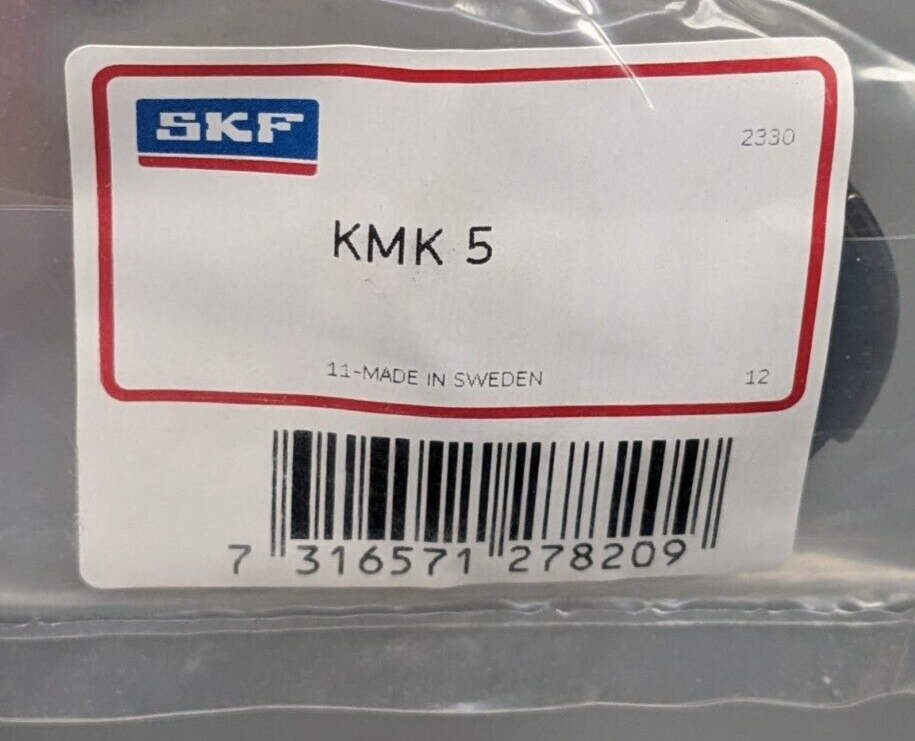 SKF
2330
KMK 5
11-MADE IN SWEDEN
12
7 316571 278209